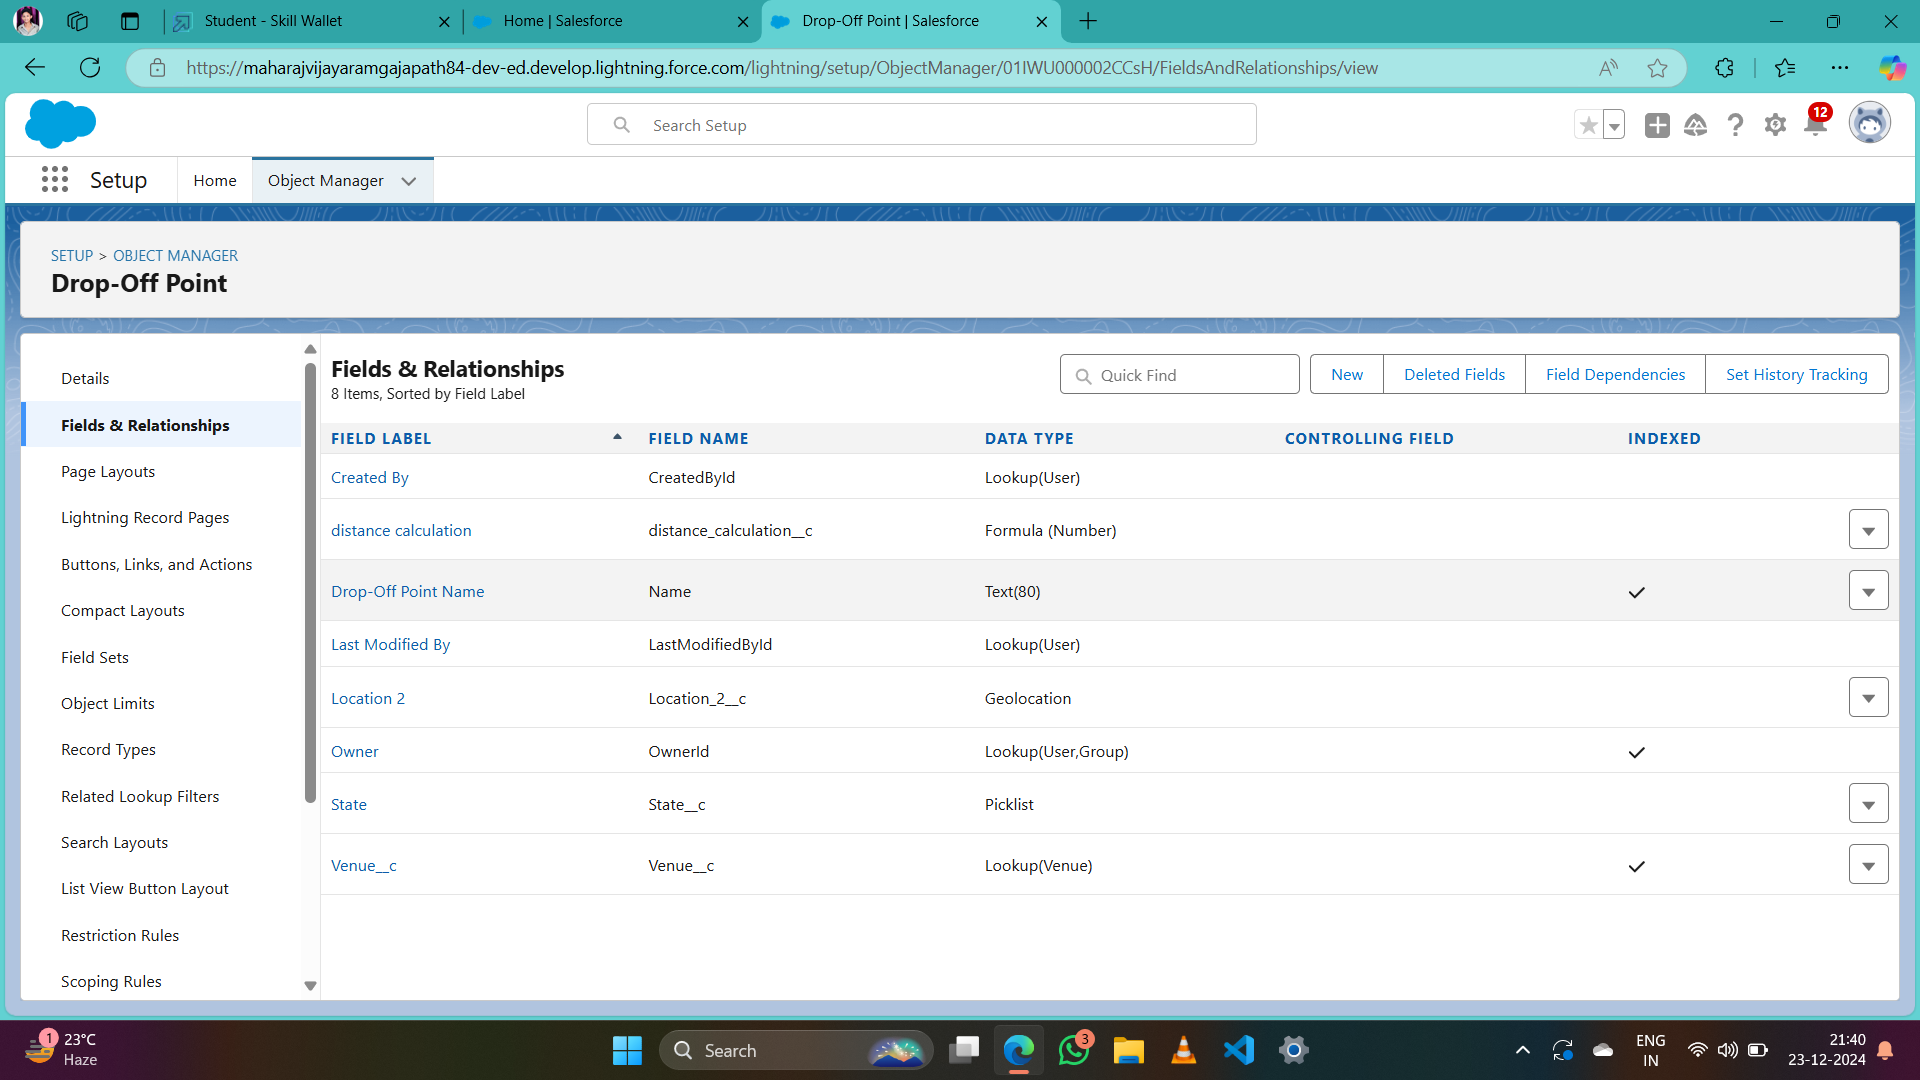 Student - Skill Wallet
Home | Salesforce
Drop-Off Point | Salesforce
https://maharajvijayaramgajapath84-dev-ed.develop.lightning.force.com/lightning/setup/ObjectManager/01IWU000002CCsH/FieldsAndRelationships/view
Search Setup
12
Setup
Home
Object Manager
SETUP > OBJECT MANAGER
Drop-Off Point
Details
Fields & Relationships
Page Layouts
Lightning Record Pages
Buttons, Links, and Actions
Compact Layouts
Field Sets
Object Limits
Record Types
Related Lookup Filters
Search Layouts
List View Button Layout
Restriction Rules
Scoping Rules
Fields & Relationships
8 Items, Sorted by Field Label
Quick Find
New
Deleted Fields
Field Dependencies
Set History Tracking
FIELD LABEL FIELD NAME DATA TYPE CONTROLLING FIELD INDEXED
Created By CreatedById Lookup(User)
distance calculation distance_calculation__c Formula (Number)
Drop-Off Point Name Name Text(80)
Last Modified By LastModifiedById Lookup(User)
Location 2 Location_2__c Geolocation
Owner OwnerId Lookup(User,Group)
State State__c Picklist
Venue__c Venue__c Lookup(Venue)
1
23°C
Haze
Search
3
ENG
IN
21:40
23-12-2024